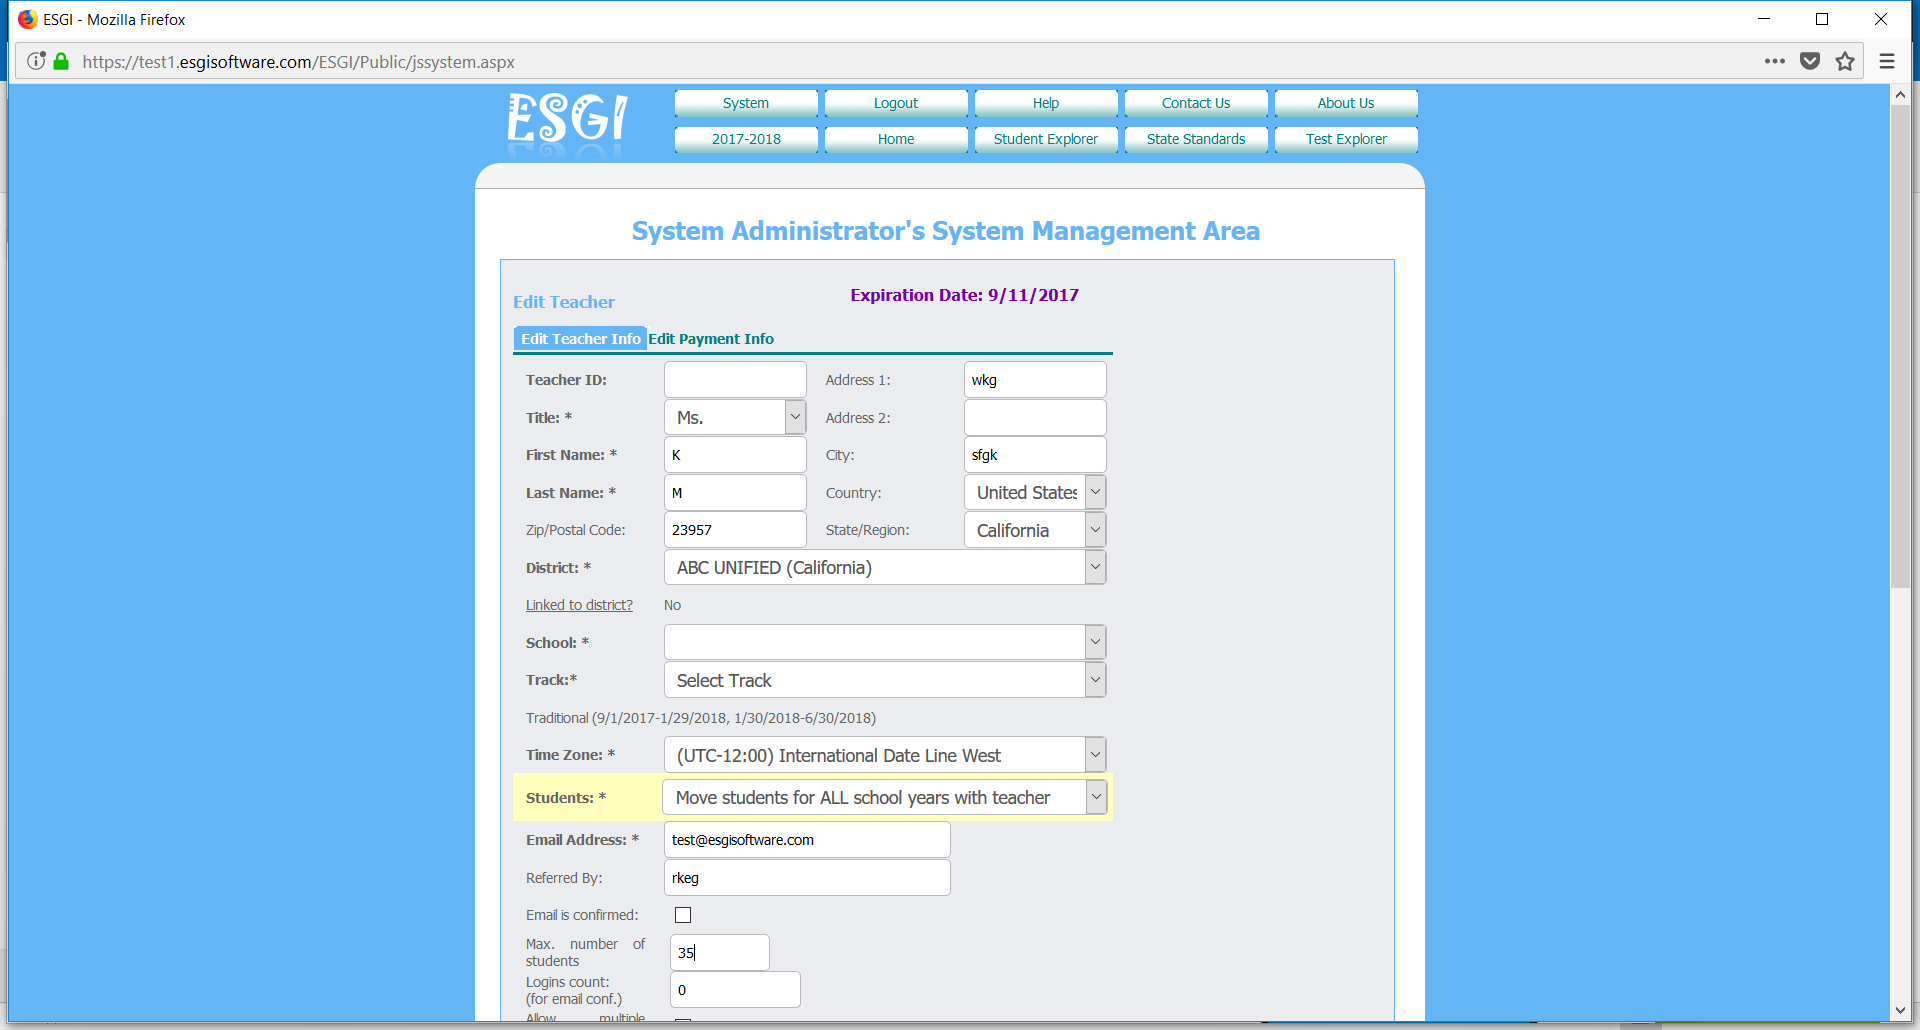 ESGI - Mozilla Firefox
https://test1.esgisoftware.com/ESGI/Public/jssystem.aspx
ESGI
System Logout Help Contact Us About Us
2017-2018 Home Student Explorer State Standards Test Explorer
System Administrator's System Management Area
Edit Teacher Expiration Date: 9/11/2017
Edit Teacher Info Edit Payment Info
Teacher ID: Address 1: wkg
Title: * Ms. Address 2:
First Name: * K City: sfgk
Last Name: * M Country: United States
Zip/Postal Code: 23957 State/Region: California
District: * ABC UNIFIED (California)
Linked to district? No
School: *
Track:* Select Track
Traditional (9/1/2017-1/29/2018, 1/30/2018-6/30/2018)
Time Zone: * (UTC-12:00) International Date Line West
Students: * Move students for ALL school years with teacher
Email Address: * test@esgisoftware.com
Referred By: rkeg
Email is confirmed:
Max. number of
students 35
Logins count:
(for email conf.) 0
Allow multiple